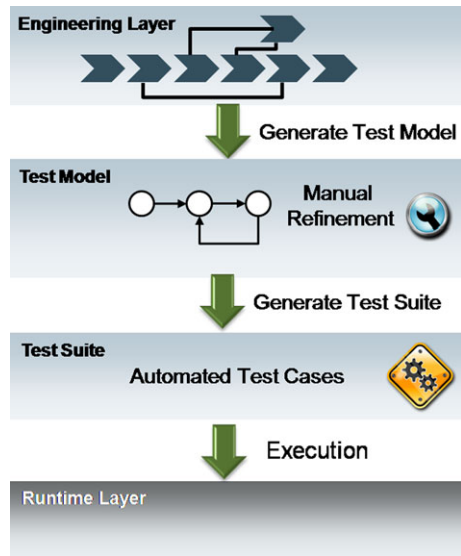 Engineering Layer
Generate Test Model
Test Model
Manual
Refinement
Generate Test Suite
Test Suite
Automated Test Cases
Execution
Runtime Layer